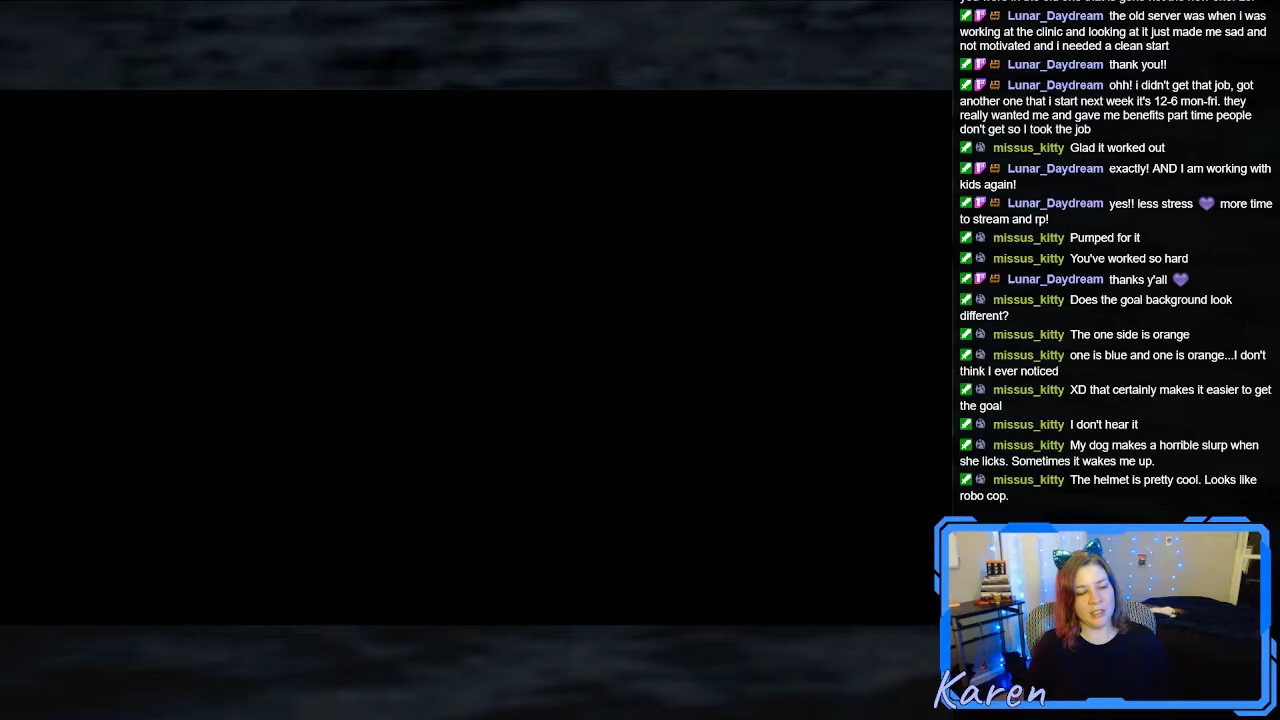 Lunar_Daydream the old server was when i was
working at the clinic and looking at it just made me sad and
not motivated and i needed a clean start
Lunar_Daydream thank you!!
Lunar_Daydream ohh! i didn't get that job, got
another one that i start next week it's 12-6 mon-fri. they
really wanted me and gave me benefits part time people
don't get so I took the job
missus_kitty Glad it worked out
Lunar_Daydream exactly! AND I am working with
kids again!
Lunar_Daydream yes!! less stress more time
to stream and rp!
missus_kitty Pumped for it
missus_kitty You've worked so hard
Lunar_Daydream thanks y'all
missus_kitty Does the goal background look
different?
missus_kitty The one side is orange
missus_kitty one is blue and one is orange...I don't
think I ever noticed
missus_kitty XD that certainly makes it easier to get
the goal
missus_kitty I don't hear it
missus_kitty My dog makes a horrible slurp when
she licks. Sometimes it wakes me up.
missus_kitty The helmet is pretty cool. Looks like
robo cop.
Karen